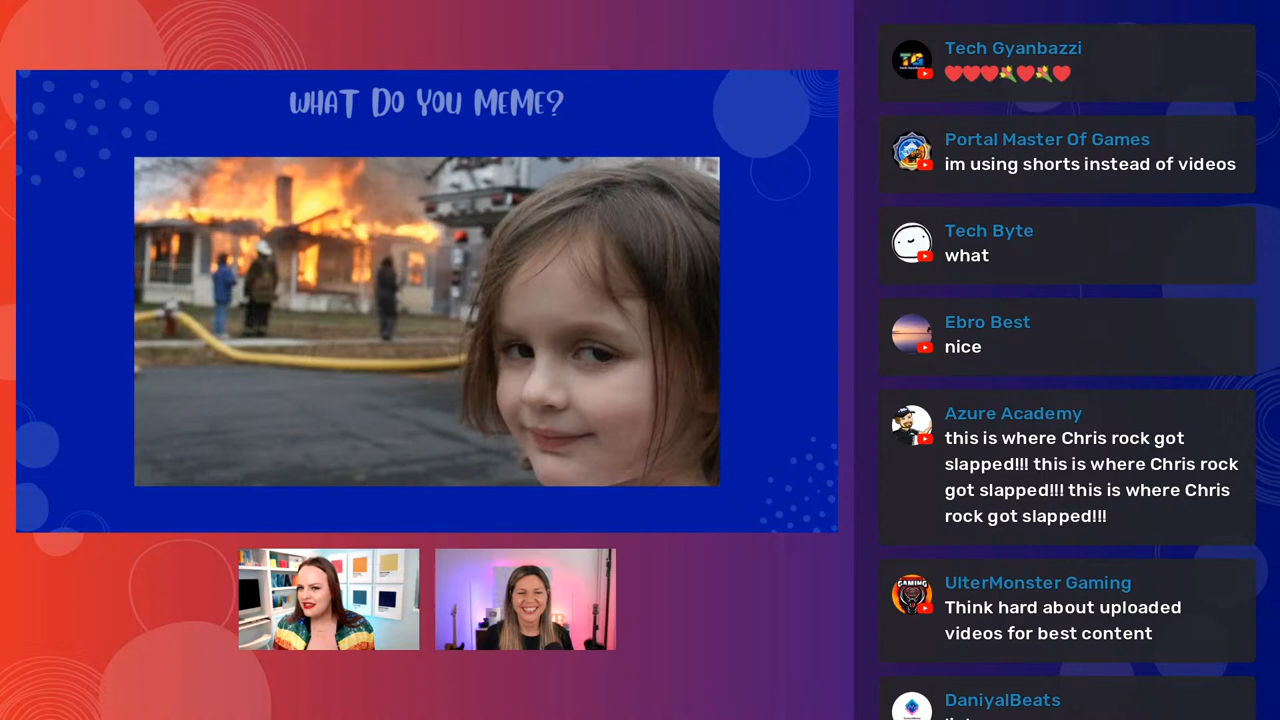 WHAT DO YOU MEME?
Tech Gyanbazzi
❤️❤️❤️💐❤️💐❤️
Portal Master Of Games
im using shorts instead of videos
Tech Byte
what
Ebro Best
nice
Azure Academy
this is where Chris rock got
slapped!!! this is where Chris rock
got slapped!!! this is where Chris
rock got slapped!!!
UlterMonster Gaming
Think hard about uploaded
videos for best content
DaniyalBeats